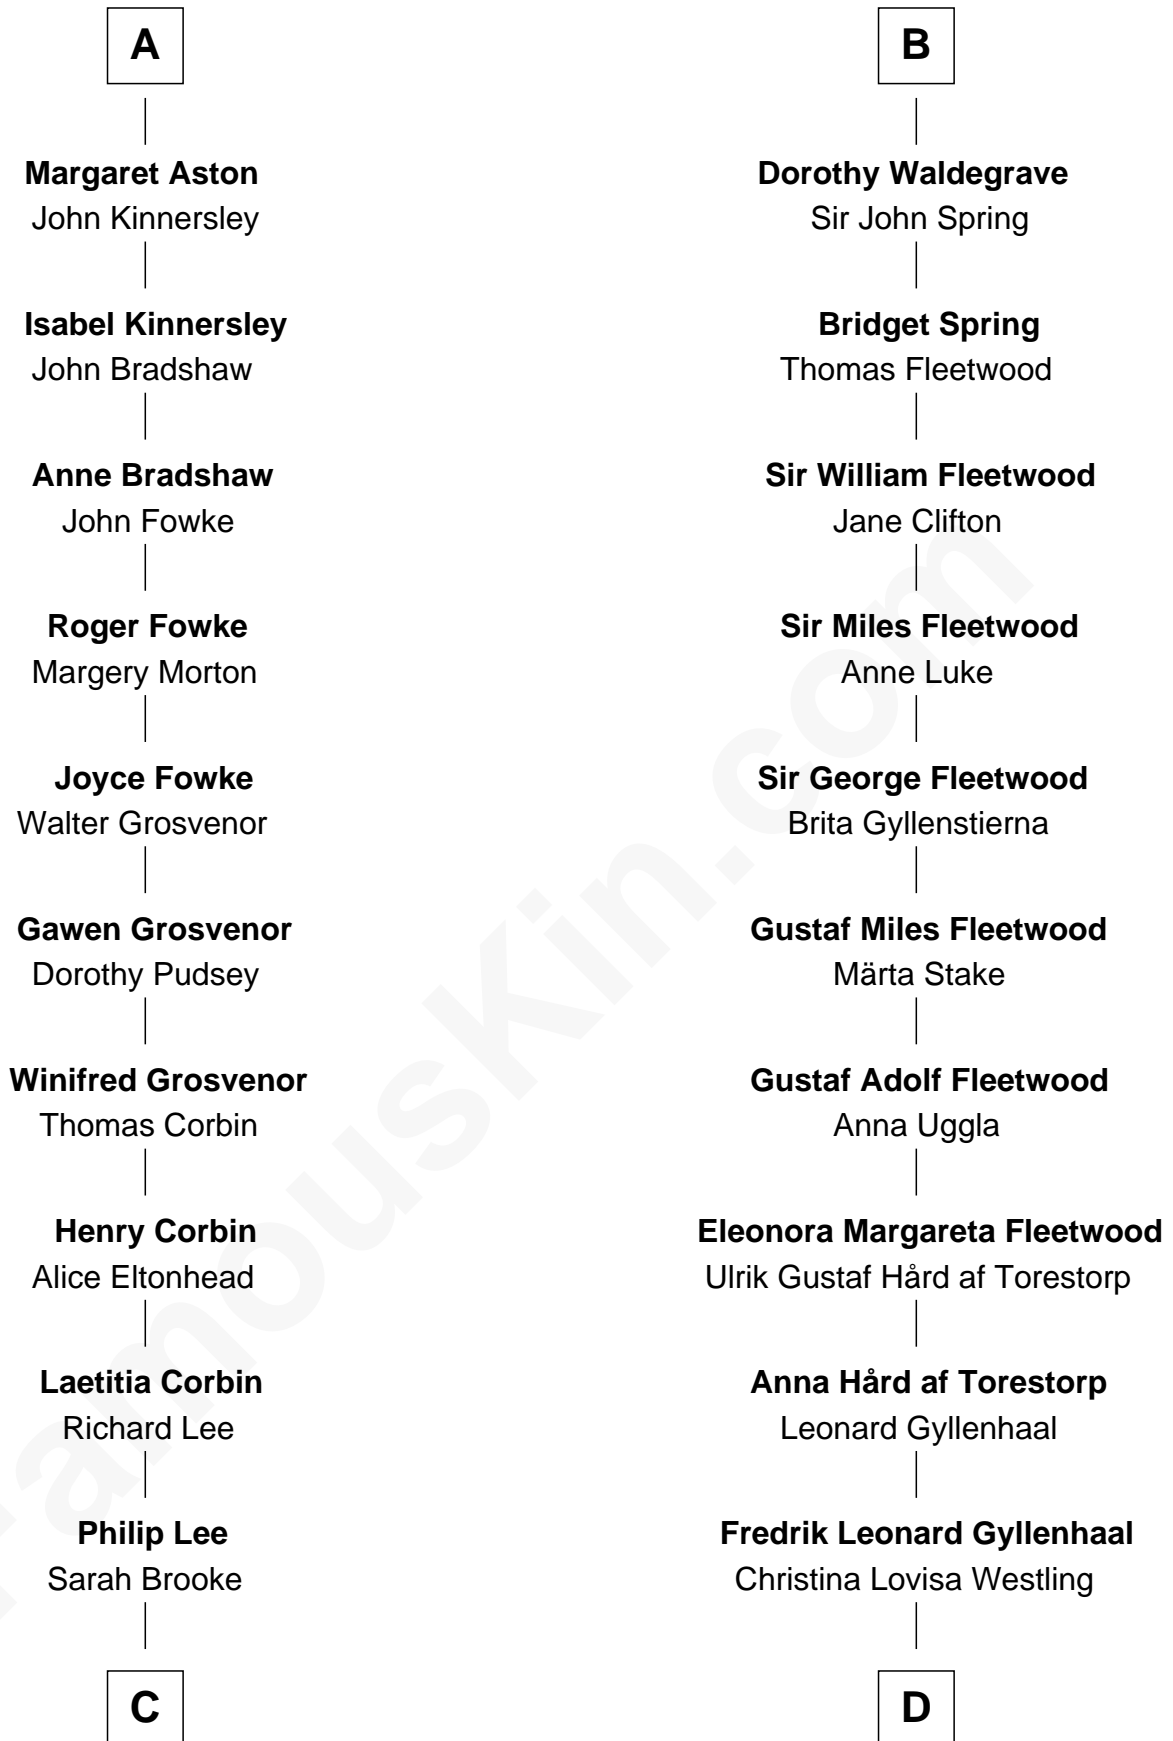 A
Margaret Aston
John Kinnersley
Isabel Kinnersley
John Bradshaw
Anne Bradshaw
John Fowke
Roger Fowke
Margery Morton
Joyce Fowke
Walter Grosvenor
Gawen Grosvenor
Dorothy Pudsey
Winifred Grosvenor
Thomas Corbin
Henry Corbin
Alice Eltonhead
Laetitia Corbin
Richard Lee
Philip Lee
Sarah Brooke
C
B
Dorothy Waldegrave
Sir John Spring
Bridget Spring
Thomas Fleetwood
Sir William Fleetwood
Jane Clifton
Sir Miles Fleetwood
Anne Luke
Sir George Fleetwood
Brita Gyllenstierna
Gustaf Miles Fleetwood
Märta Stake
Gustaf Adolf Fleetwood
Anna Uggla
Eleonora Margareta Fleetwood
Ulrik Gustaf Hård af Torestorp
Anna Hård af Torestorp
Leonard Gyllenhaal
Fredrik Leonard Gyllenhaal
Christina Lovisa Westling
D
FamousKin.com